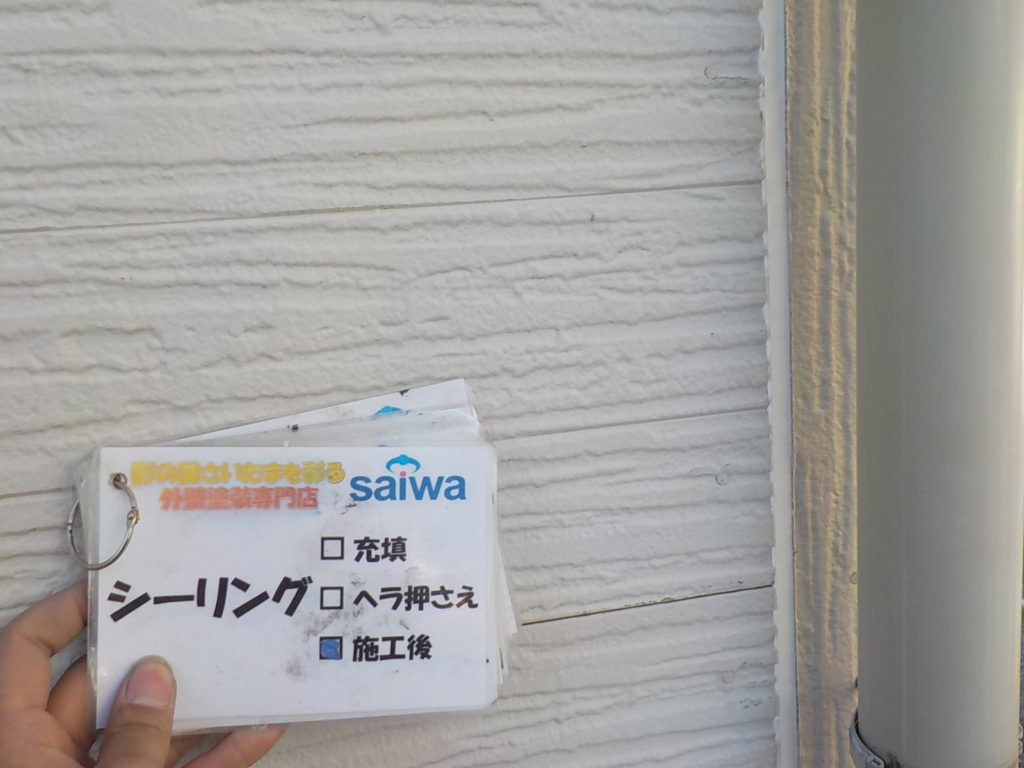 彩の国さいたまを彩る
外壁塗装専門店
saiwa
シーリング
□ 充填
□ ヘラ押さえ
■ 施工後